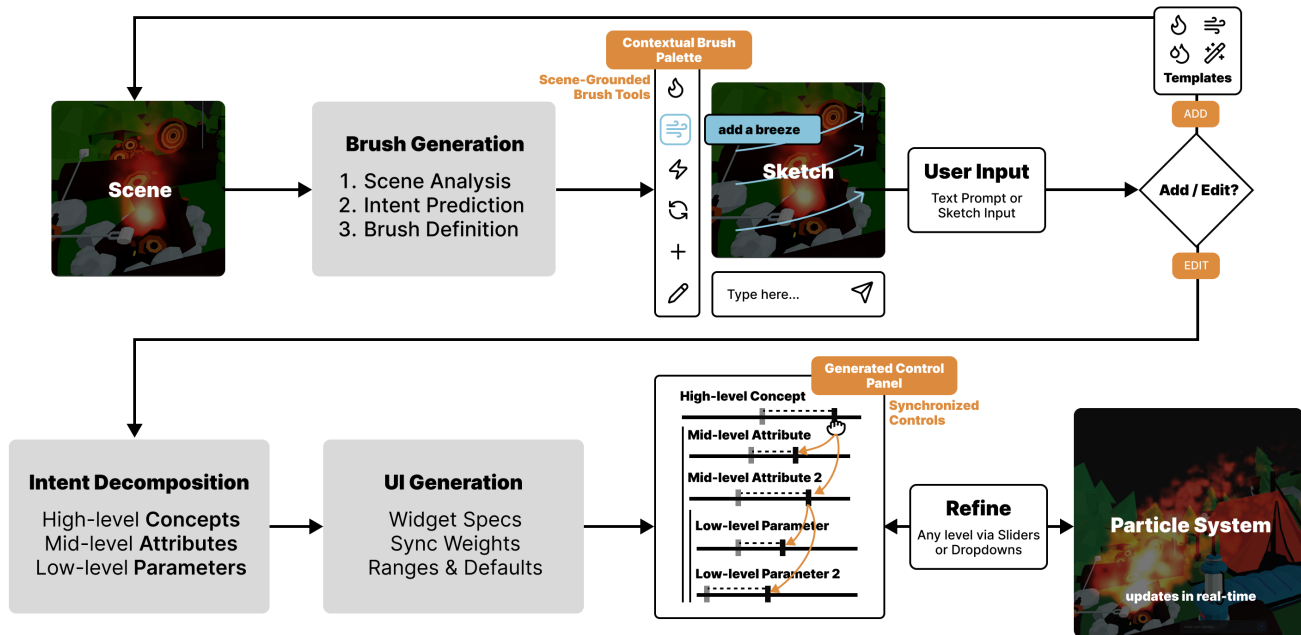 Templates
ADD
Contextual Brush
Palette
Scene-Grounded
Brush Tools
Scene
Brush Generation
1. Scene Analysis
2. Intent Prediction
3. Brush Definition
add a breeze
Sketch
Type here...
User Input
Text Prompt or
Sketch Input
Add / Edit?
EDIT
Intent Decomposition
High-level Concepts
Mid-level Attributes
Low-level Parameters
UI Generation
Widget Specs
Sync Weights
Ranges & Defaults
Generated Control
Panel
Synchronized
Controls
High-level Concept
Mid-level Attribute
Mid-level Attribute 2
Low-level Parameter
Low-level Parameter 2
Refine
Any level via Sliders
or Dropdowns
Particle System
updates in real-time